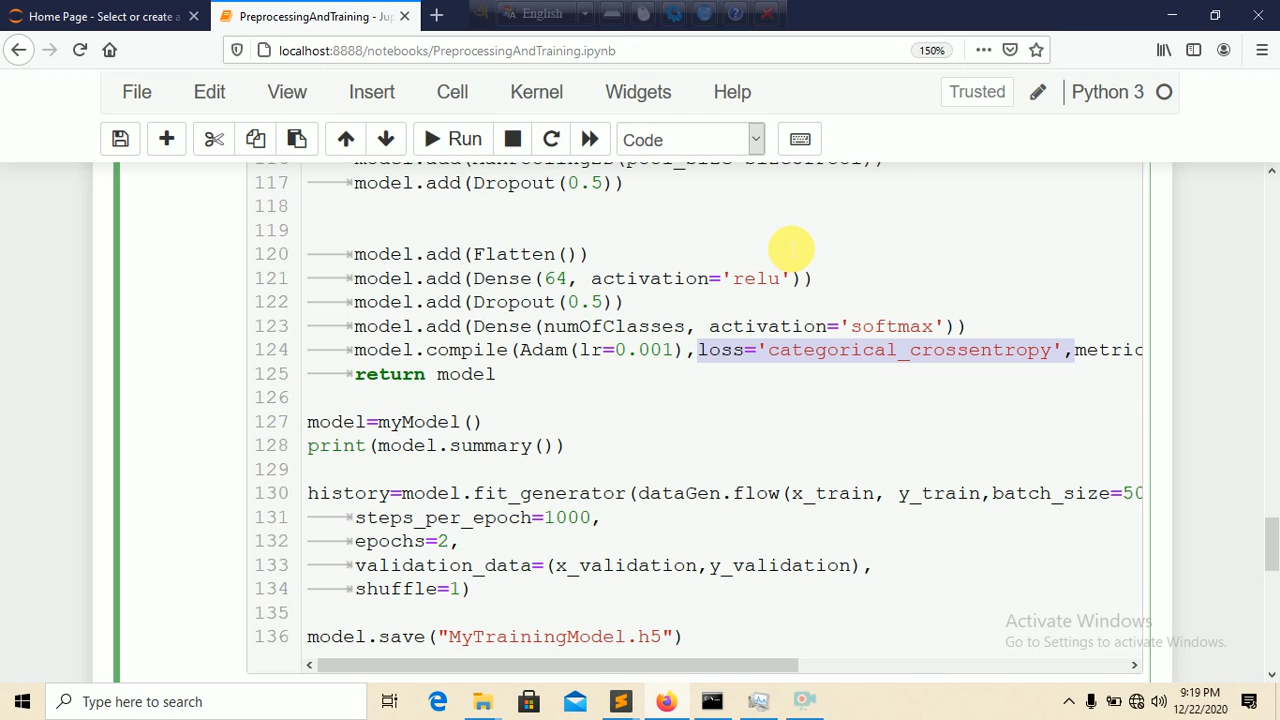 Home Page - Select or create a
PreprocessingAndTraining - Jup
English
localhost:8888/notebooks/PreprocessingAndTraining.ipynb
150%
File Edit View Insert Cell Kernel Widgets Help
Trusted
Python 3
Run
Code
117 model.add(Dropout(0.5))
118
119
120 model.add(Flatten())
121 model.add(Dense(64, activation='relu'))
122 model.add(Dropout(0.5))
123 model.add(Dense(numOfClasses, activation='softmax'))
124 model.compile(Adam(lr=0.001),loss='categorical_crossentropy',metric
125 return model
126
127 model=myModel()
128 print(model.summary())
129
130 history=model.fit_generator(dataGen.flow(x_train, y_train,batch_size=50
131 steps_per_epoch=1000,
132 epochs=2,
133 validation_data=(x_validation,y_validation),
134 shuffle=1)
135
136 model.save("MyTrainingModel.h5")
Activate Windows
Go to Settings to activate Windows.
Type here to search
9:19 PM
12/22/2020